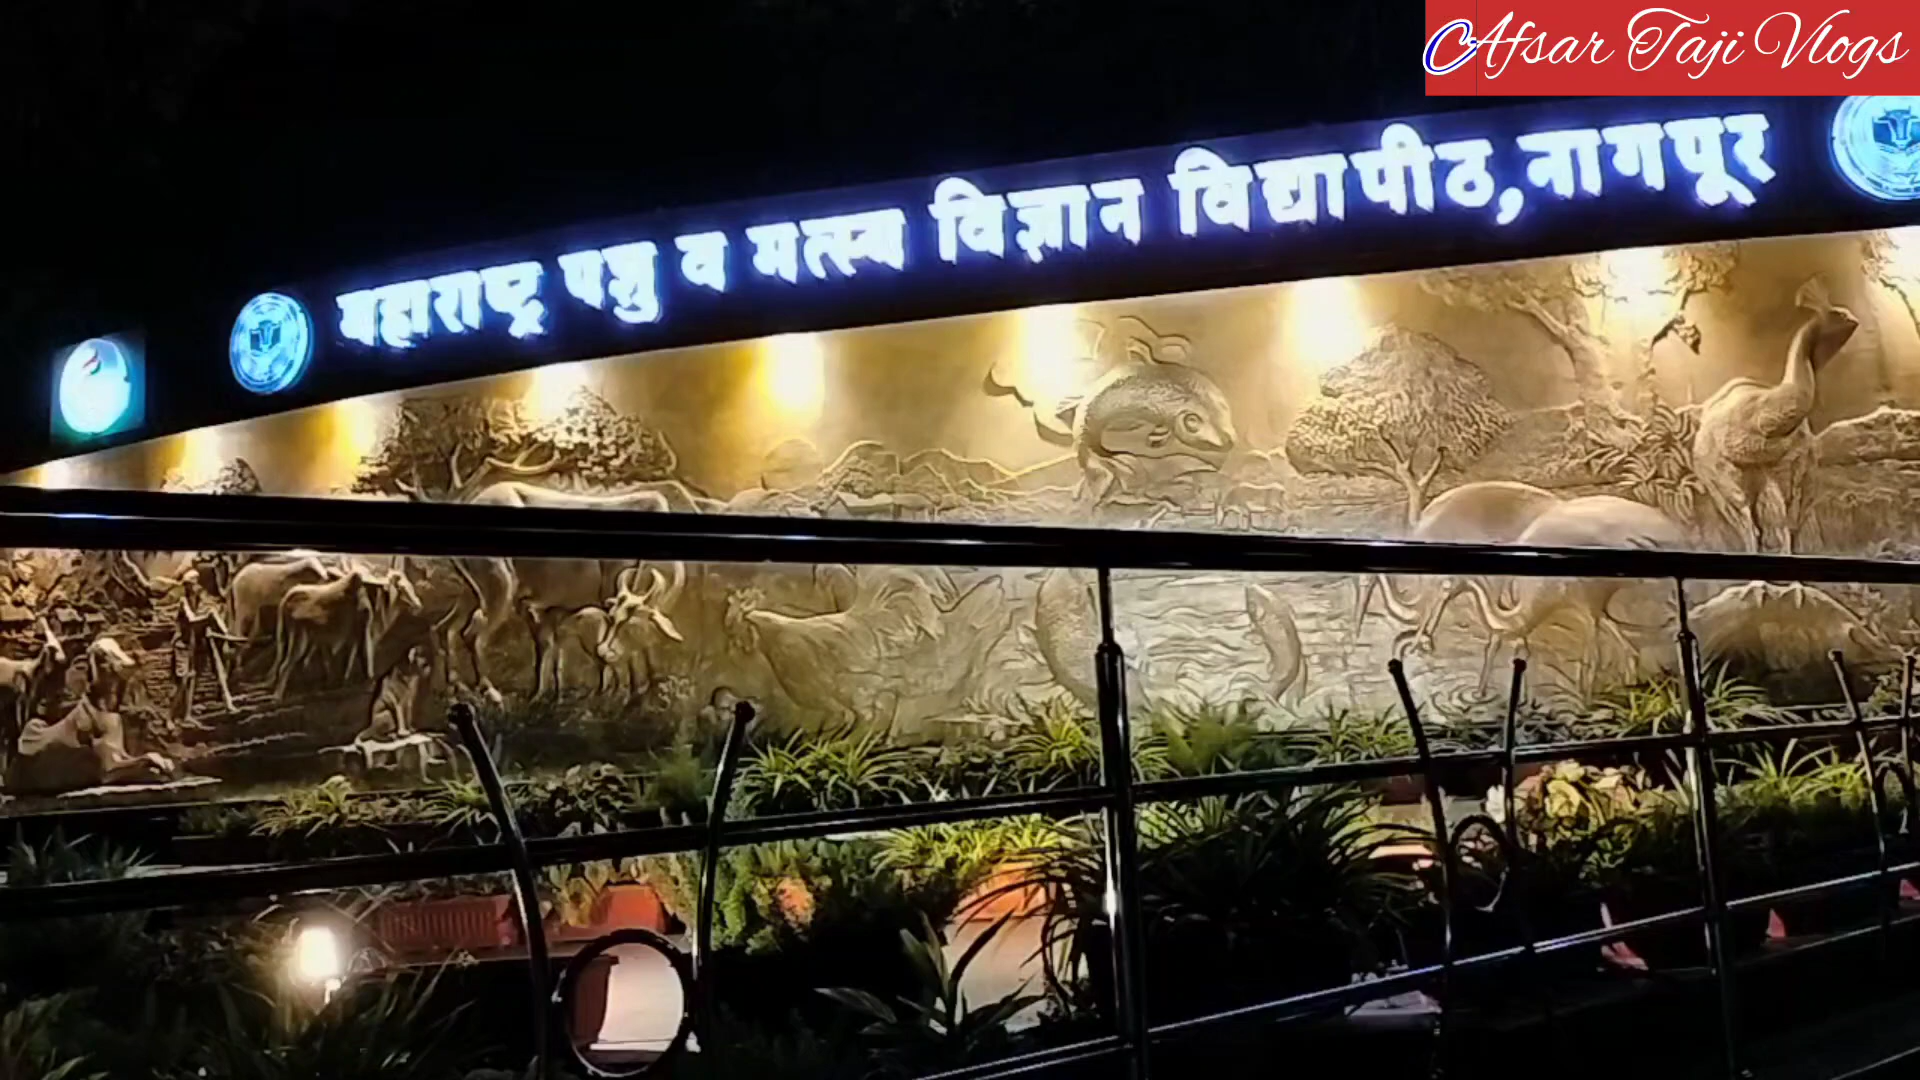 Afsar Taji Vlogs
महाराष्ट्र पशु व मत्स्य विज्ञान विद्यापीठ,नागपूर